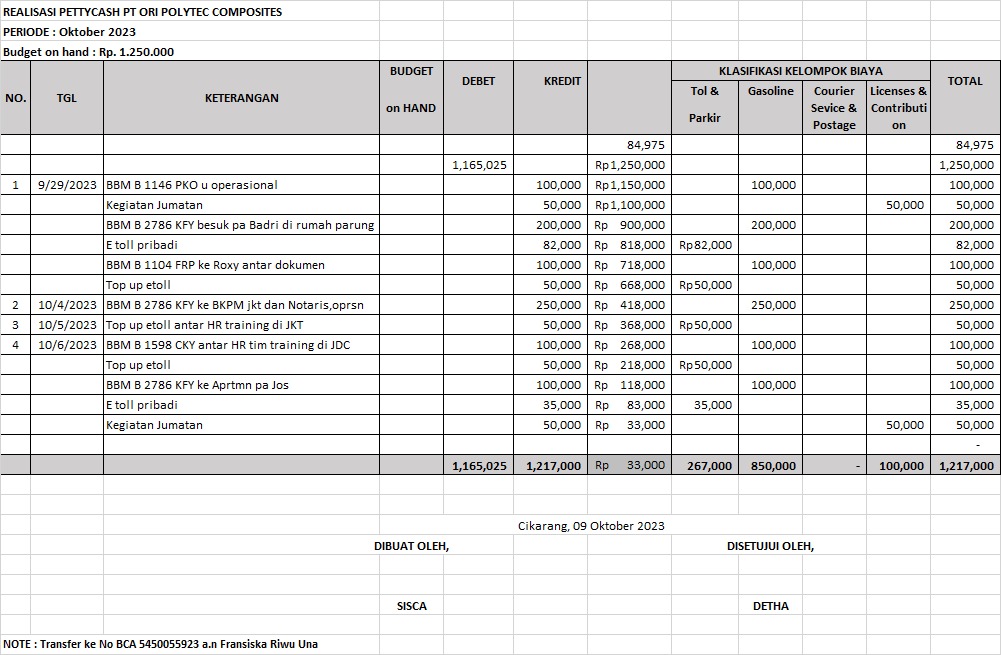 REALISASI PETTYCASH PT ORI POLYTEC COMPOSITES
PERIODE : Oktober 2023
Budget on hand : Rp. 1.250.000
NO. TGL KETERANGAN BUDGET on HAND DEBET KREDIT KLASIFIKASI KELOMPOK BIAYA TOTAL
Tol & Parkir Gasoline Courier Sevice & Postage Licenses & Contributi on
84,975 84,975
1,165,025 Rp1,250,000 1,250,000
1 9/29/2023 BBM B 1146 PKO u operasional 100,000 Rp1,150,000 100,000 100,000
Kegiatan Jumatan 50,000 Rp1,100,000 50,000 50,000
BBM B 2786 KFY besuk pa Badri di rumah parung 200,000 Rp 900,000 200,000 200,000
E toll pribadi 82,000 Rp 818,000 Rp82,000 82,000
BBM B 1104 FRP ke Roxy antar dokumen 100,000 Rp 718,000 100,000 100,000
Top up etoll 50,000 Rp 668,000 Rp50,000 50,000
2 10/4/2023 BBM B 2786 KFY ke BKPM jkt dan Notaris,oprsn 250,000 Rp 418,000 250,000 250,000
3 10/5/2023 Top up etoll antar HR training di JKT 50,000 Rp 368,000 Rp50,000 50,000
4 10/6/2023 BBM B 1598 CKY antar HR tim training di JDC 100,000 Rp 268,000 100,000 100,000
Top up etoll 50,000 Rp 218,000 Rp50,000 50,000
BBM B 2786 KFY ke Aprtmn pa Jos 100,000 Rp 118,000 100,000 100,000
E toll pribadi 35,000 Rp 83,000 35,000 35,000
Kegiatan Jumatan 50,000 Rp 33,000 50,000 50,000
-
1,165,025 1,217,000 Rp 33,000 267,000 850,000 - 100,000 1,217,000
Cikarang, 09 Oktober 2023
DIBUAT OLEH, DISETUJUI OLEH,
SISCA DETHA
NOTE : Transfer ke No BCA 5450055923 a.n Fransiska Riwu Una